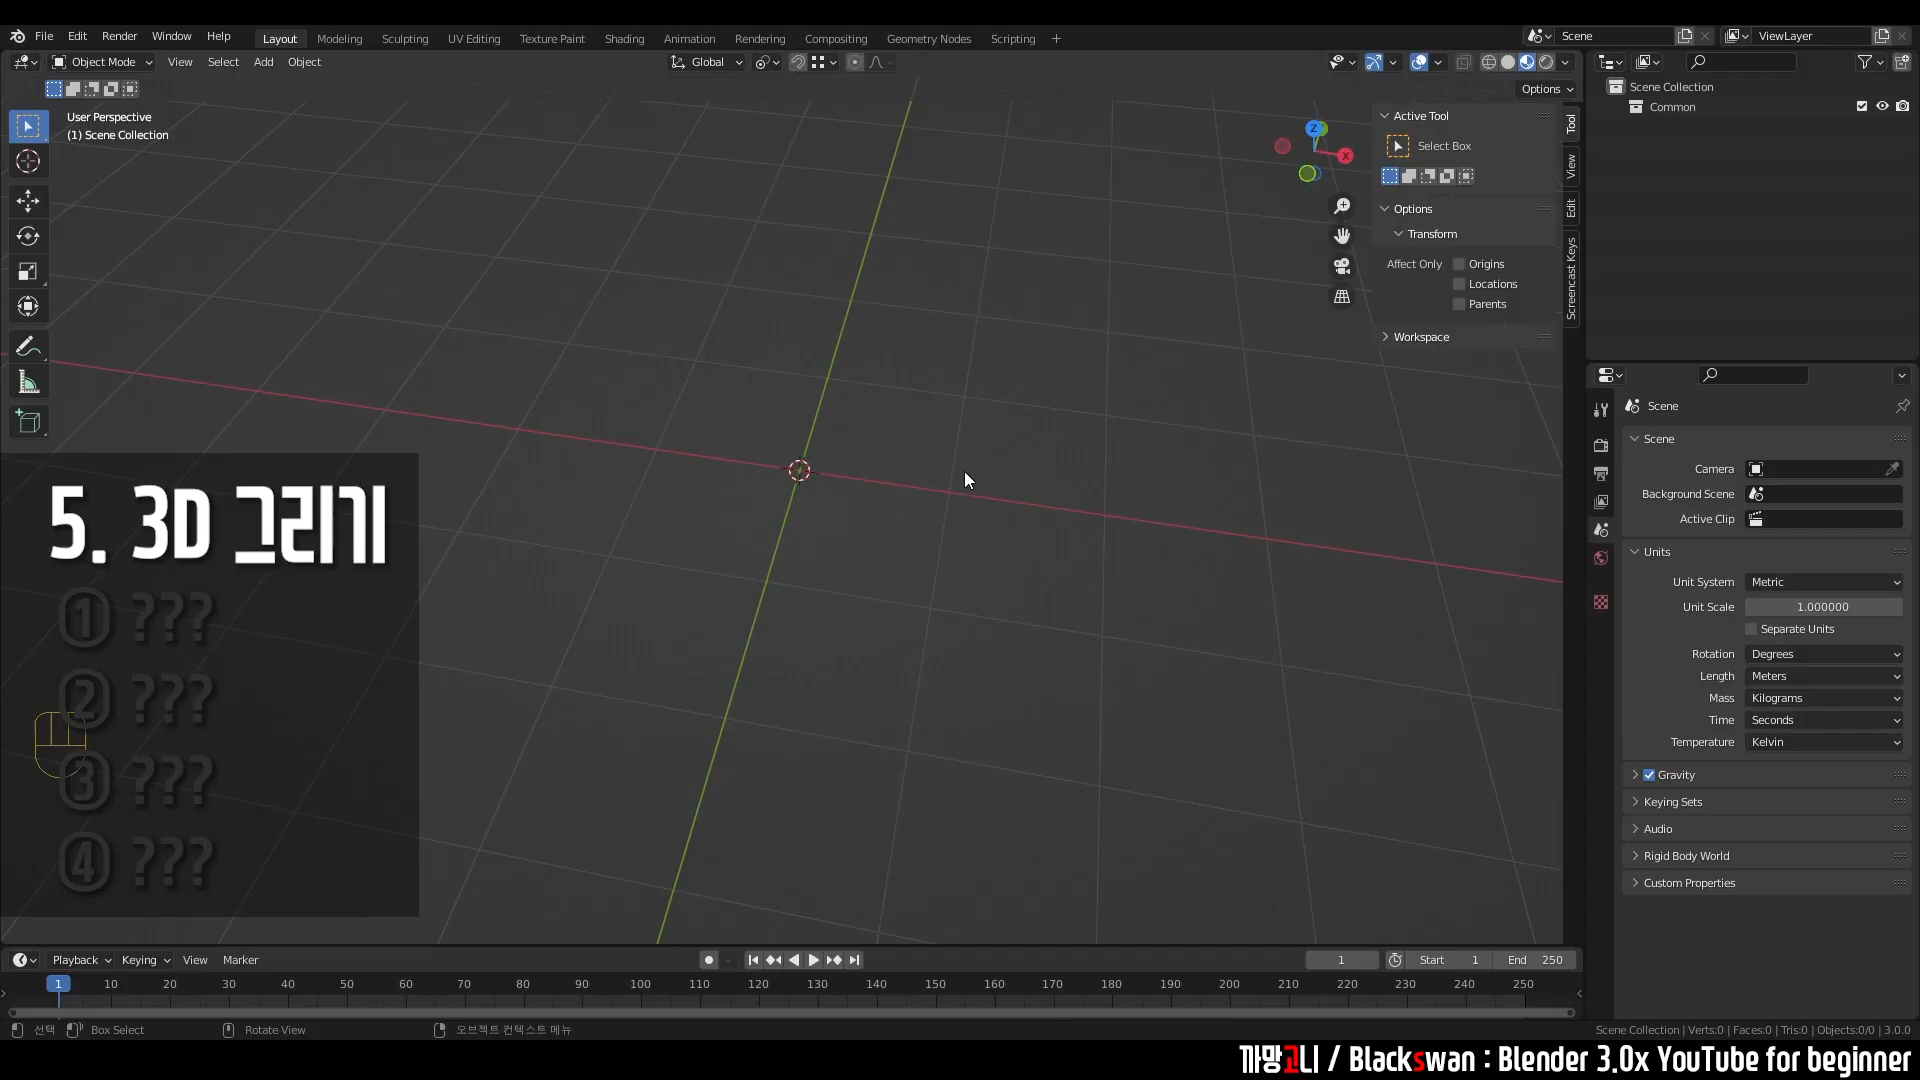 File Edit Render Window Help Layout Modeling Sculpting UV Editing Texture Paint Shading Animation Rendering Compositing Geometry Nodes Scripting + Scene ViewLayer
Object Mode View Select Add Object Global
Options
User Perspective
(1) Scene Collection
Z
X
Active Tool
Select Box
Options
Transform
Affect Only Origins
Locations
Parents
Workspace
Tool
View
Edit
Screencast Keys
Scene Collection
Common
Scene
Scene
Camera
Background Scene
Active Clip
Units
Unit System Metric
Unit Scale 1.000000
Separate Units
Rotation Degrees
Length Meters
Mass Kilograms
Time Seconds
Temperature Kelvin
Gravity
Keying Sets
Audio
Rigid Body World
Custom Properties
5. 3D 그리기
① ???
② ???
③ ???
④ ???
Playback Keying View Marker 1 Start 1 End 250
1 10 20 30 40 50 60 70 80 90 100 110 120 130 140 150 160 170 180 190 200 210 220 230 240 250
선택 Box Select Rotate View 오브젝트 컨텍스트 메뉴 Scene Collection | Verts:0 | Faces:0 | Tris:0 | Objects:0/0 | 3.0.0
까망고니 / Blackswan : Blender 3.0x YouTube for beginner